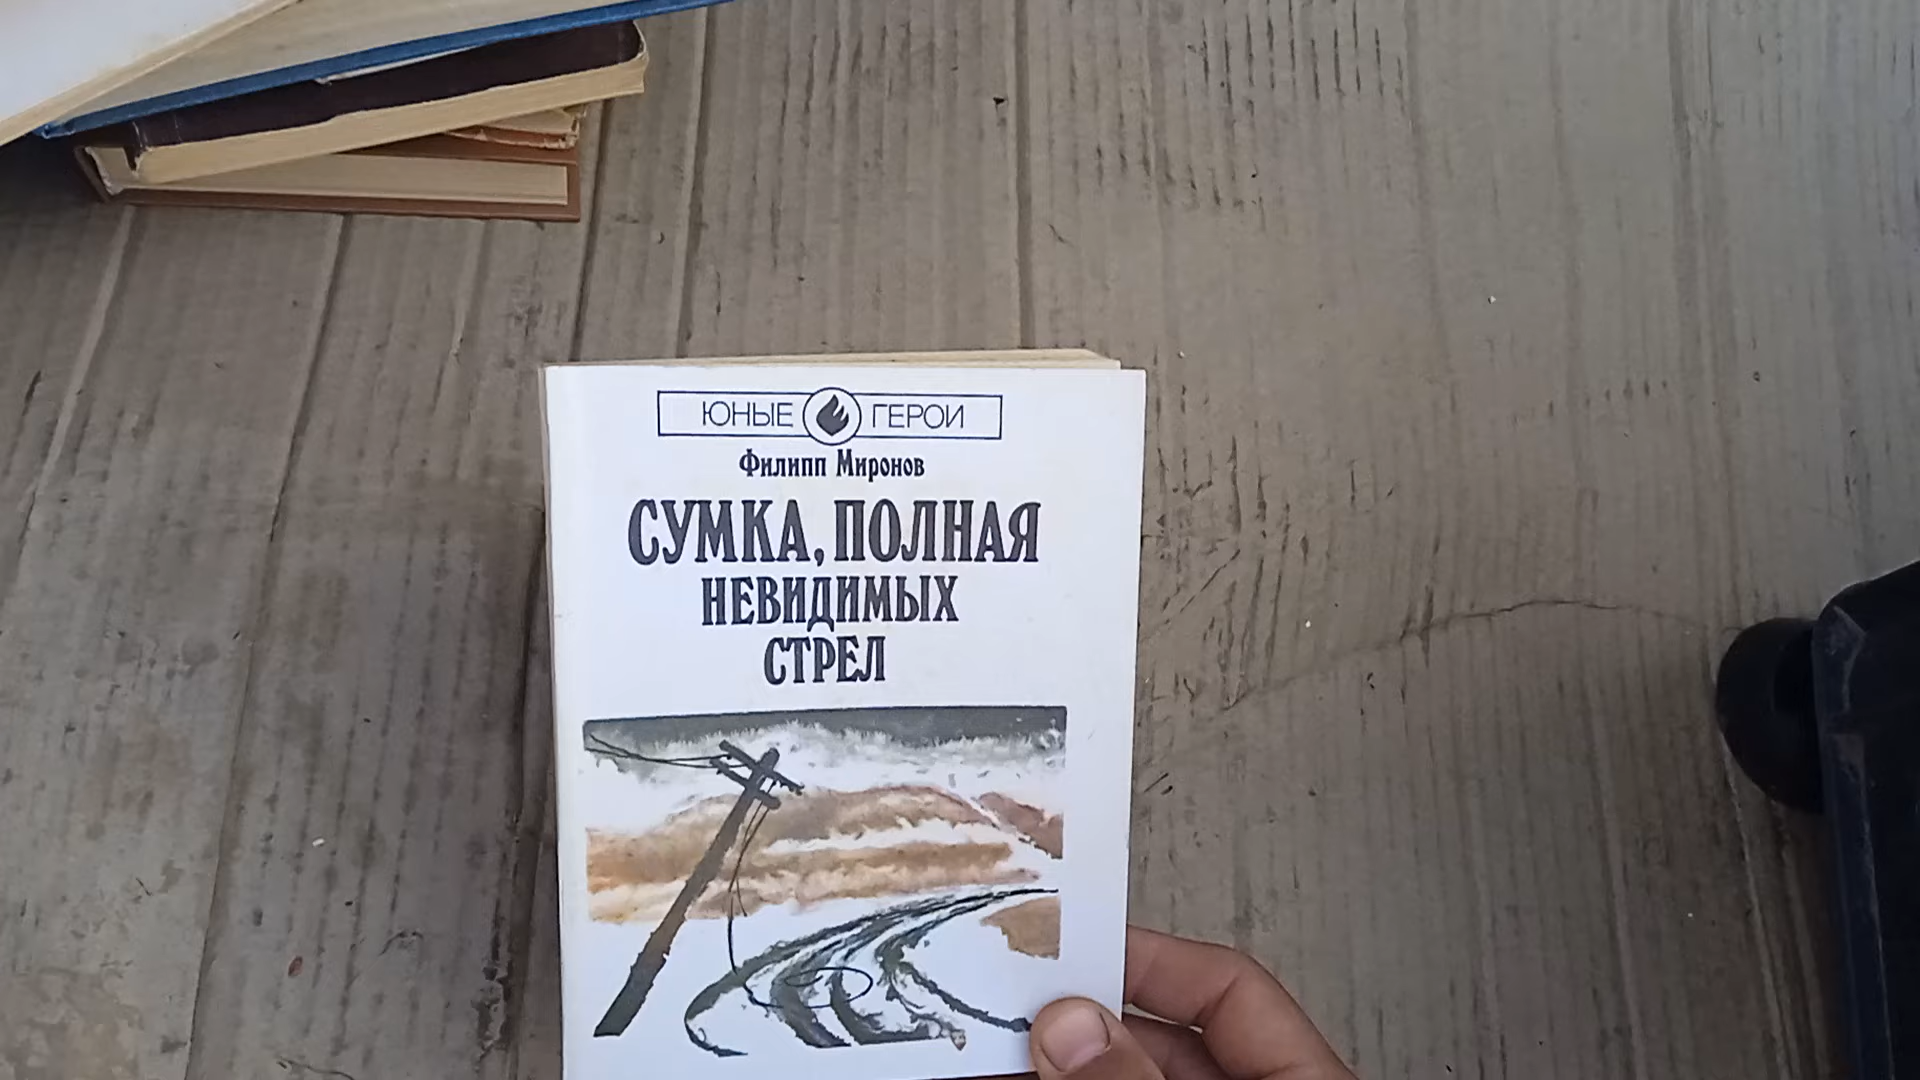 ЮНЫЕ ГЕРОИ
Филипп Миронов
СУМКА, ПОЛНАЯ
НЕВИДИМЫХ
СТРЕЛ